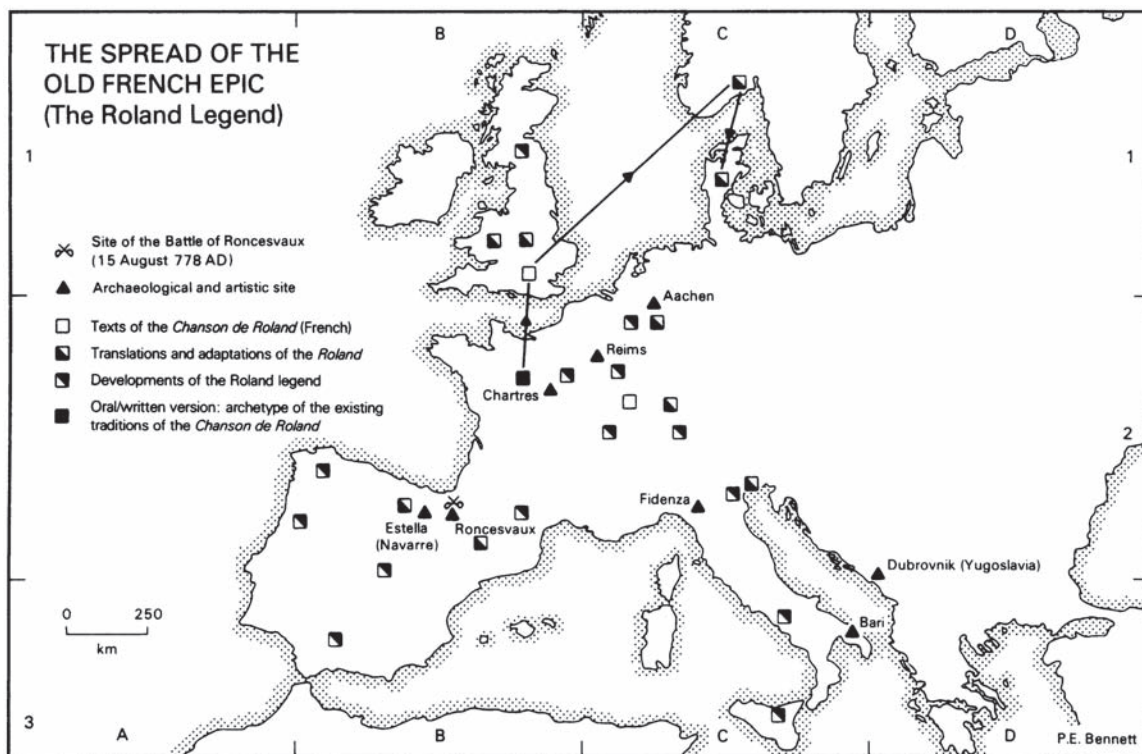 THE SPREAD OF THE
OLD FRENCH EPIC
(The Roland Legend)
B
C
D
1
1
Site of the Battle of Roncesvaux
(15 August 778 AD)
Archaeological and artistic site
Texts of the Chanson de Roland (French)
Translations and adaptations of the Roland
Developments of the Roland legend
Oral/written version: archetype of the existing
traditions of the Chanson de Roland
Aachen
Reims
Chartres
2
Fidenza
Estella
(Navarre)
Roncesvaux
Dubrovnik (Yugoslavia)
0 250
km
Bari
3
A
B
C
D
P.E. Bennett